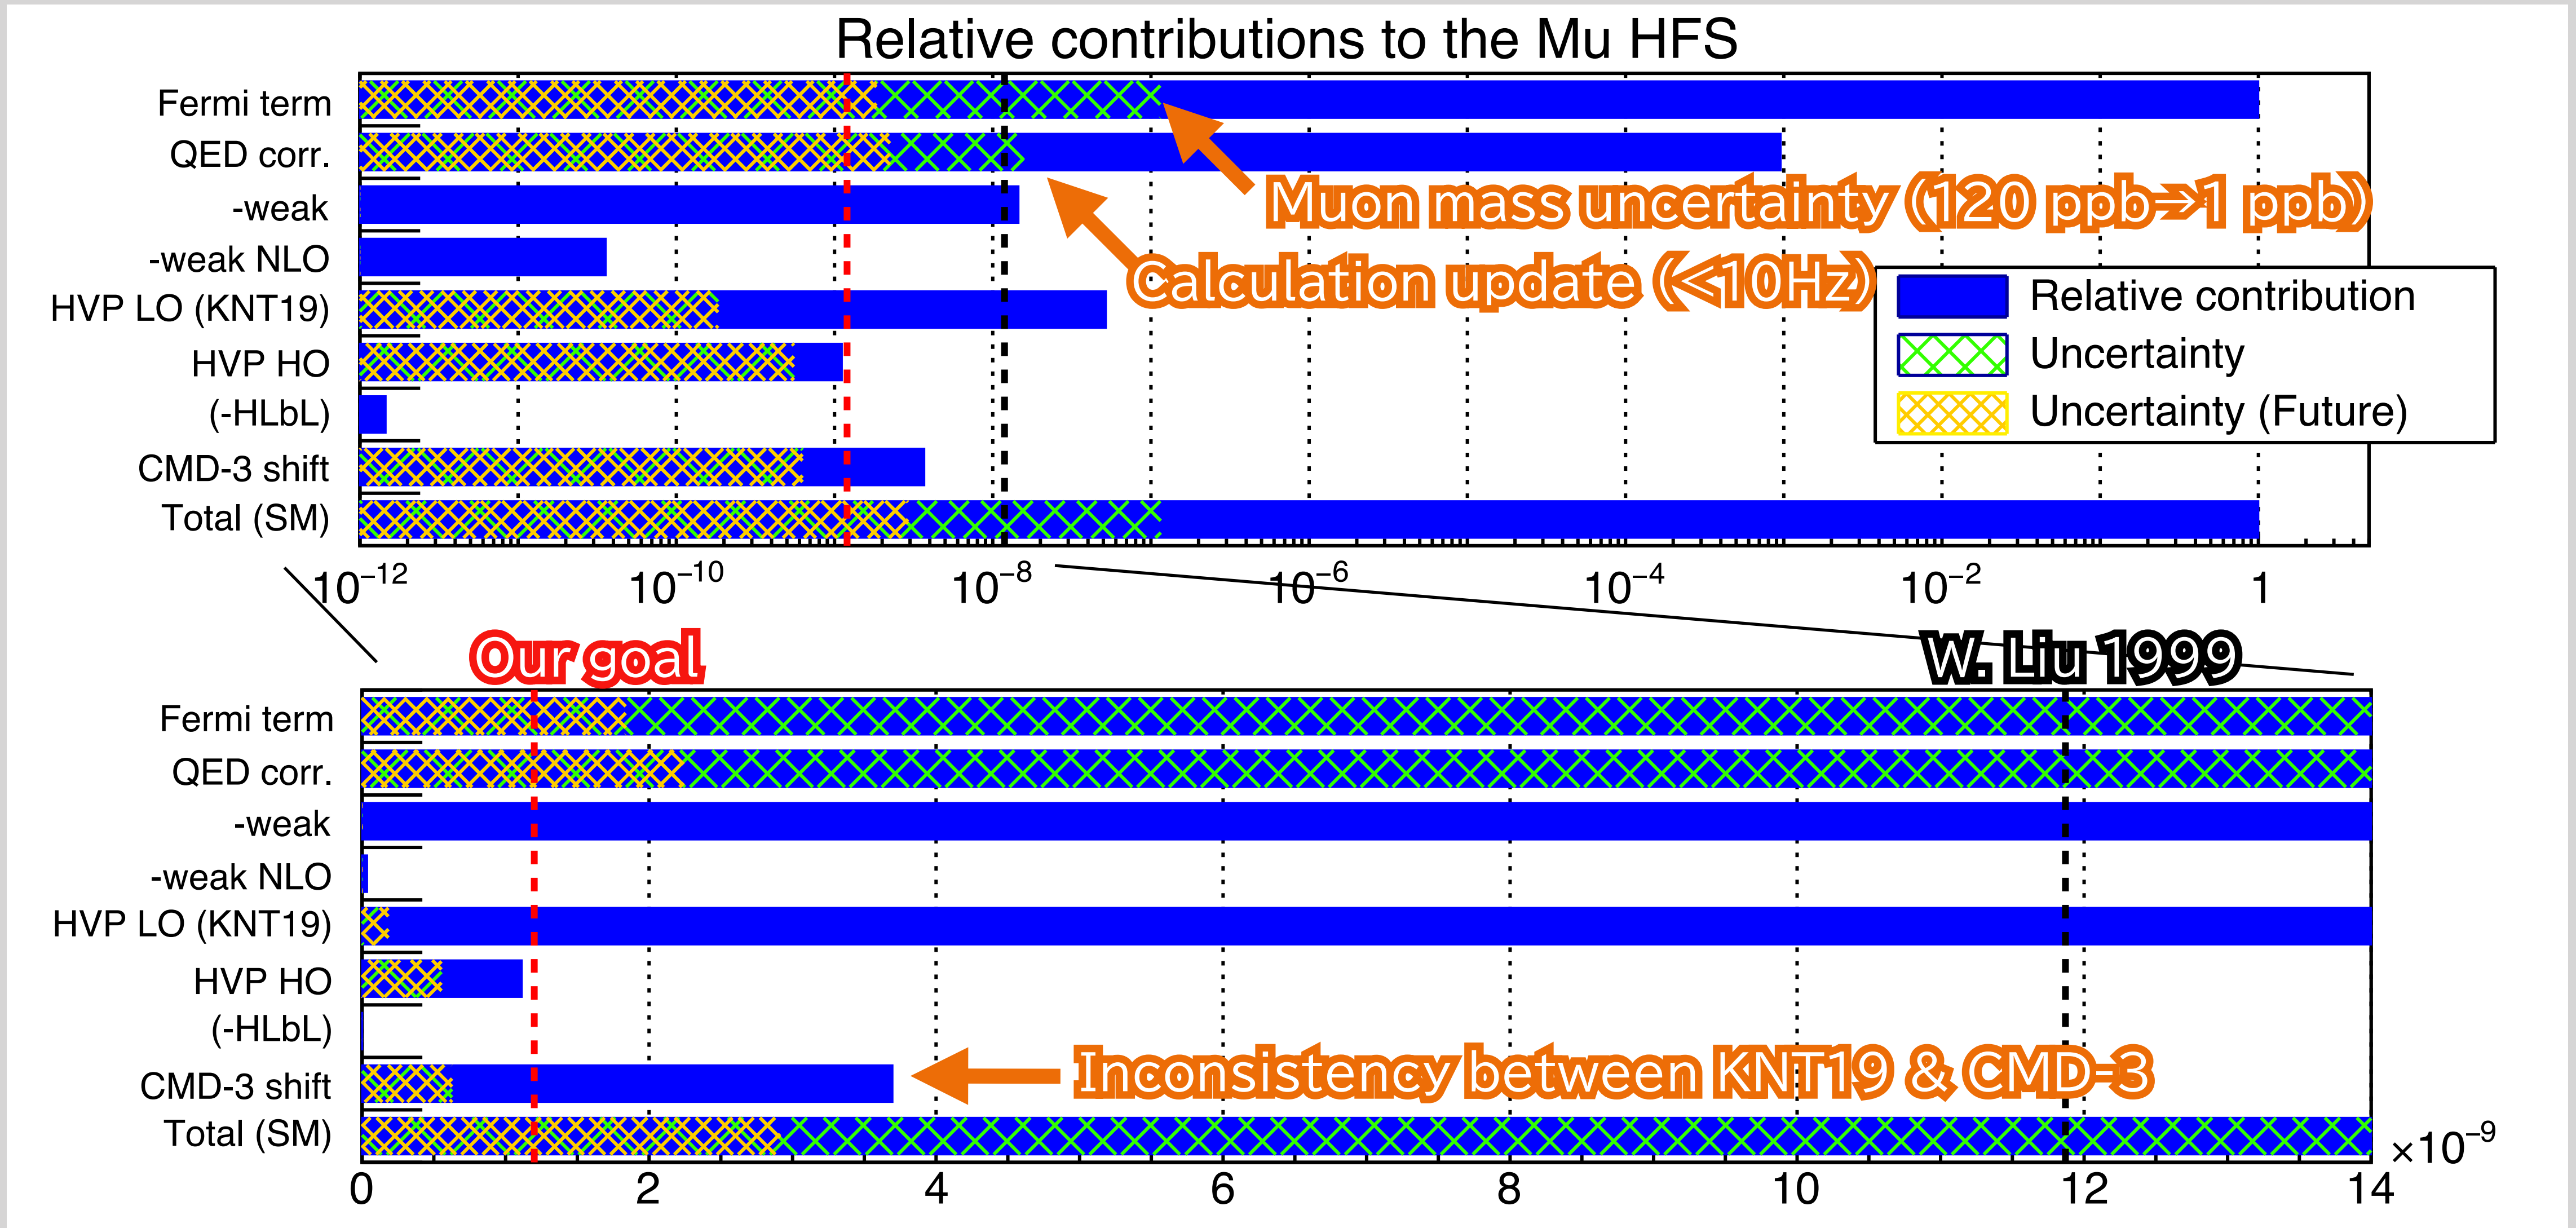 Relative contributions to the Mu HFS
Fermi term
QED corr.
-weak
-weak NLO
HVP LO (KNT19)
HVP HO
(-HLbL)
CMD-3 shift
Total (SM)
Muon mass uncertainty (120 ppb→1 ppb)
Calculation update (<10Hz)
Relative contribution
Uncertainty
Uncertainty (Future)
10⁻¹² 10⁻¹⁰ 10⁻⁸ 10⁻⁶ 10⁻⁴ 10⁻² 1
Our goal W. Liu 1999
Fermi term
QED corr.
-weak
-weak NLO
HVP LO (KNT19)
HVP HO
(-HLbL)
CMD-3 shift
Inconsistency between KNT19 & CMD-3
Total (SM)
×10⁻⁹
0 2 4 6 8 10 12 14